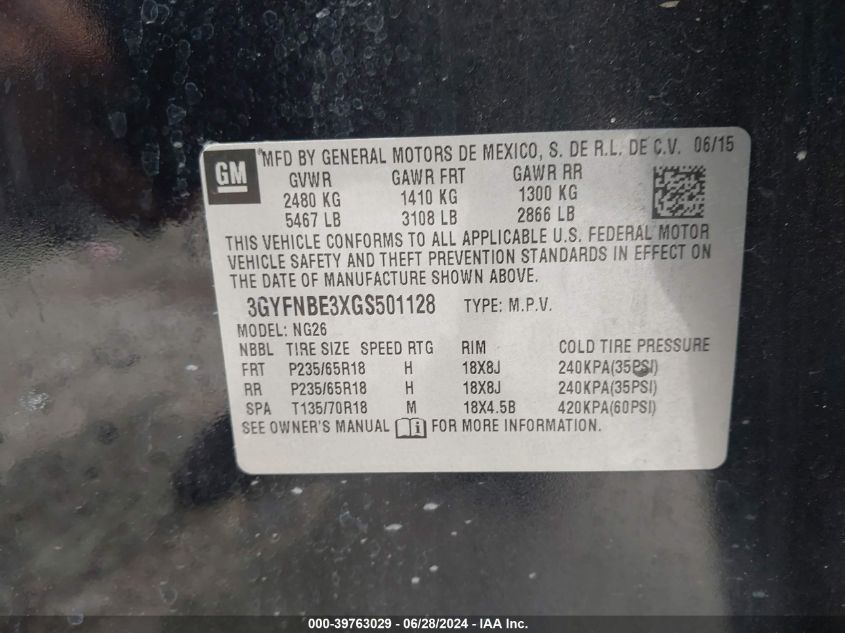 GM
MFD BY GENERAL MOTORS DE MEXICO, S. DE R.L. DE C.V. 06/15
GVWR GAWR FRT GAWR RR
2480 KG 1410 KG 1300 KG
5467 LB 3108 LB 2866 LB
THIS VEHICLE CONFORMS TO ALL APPLICABLE U.S. FEDERAL MOTOR
VEHICLE SAFETY AND THEFT PREVENTION STANDARDS IN EFFECT ON
THE DATE OF MANUFACTURE SHOWN ABOVE.
3GYFNBE3XGS501128 TYPE: M.P.V.
MODEL: NG26
NBBL TIRE SIZE SPEED RTG RIM COLD TIRE PRESSURE
FRT P235/65R18 H 18X8J 240KPA(35PSI)
RR P235/65R18 H 18X8J 240KPA(35PSI)
SPA T135/70R18 M 18X4.5B 420KPA(60PSI)
SEE OWNER'S MANUAL i FOR MORE INFORMATION.
000-39763029 - 06/28/2024 - IAA Inc.